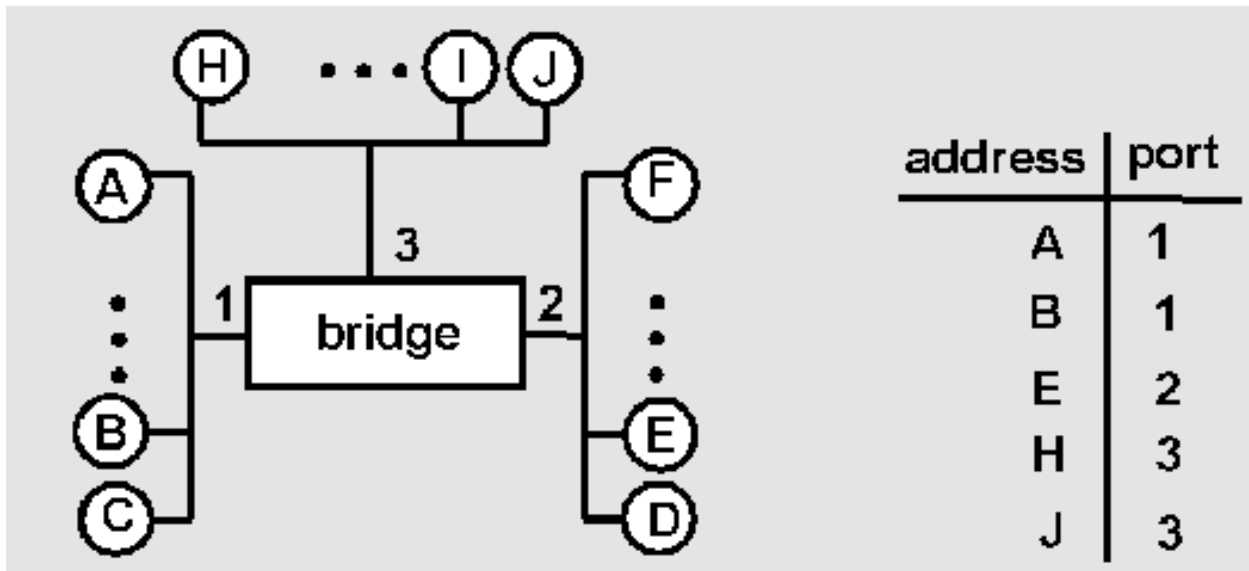 H ... I J
A
F
3
1 bridge 2
B
E
C
D
address port
A 1
B 1
E 2
H 3
J 3